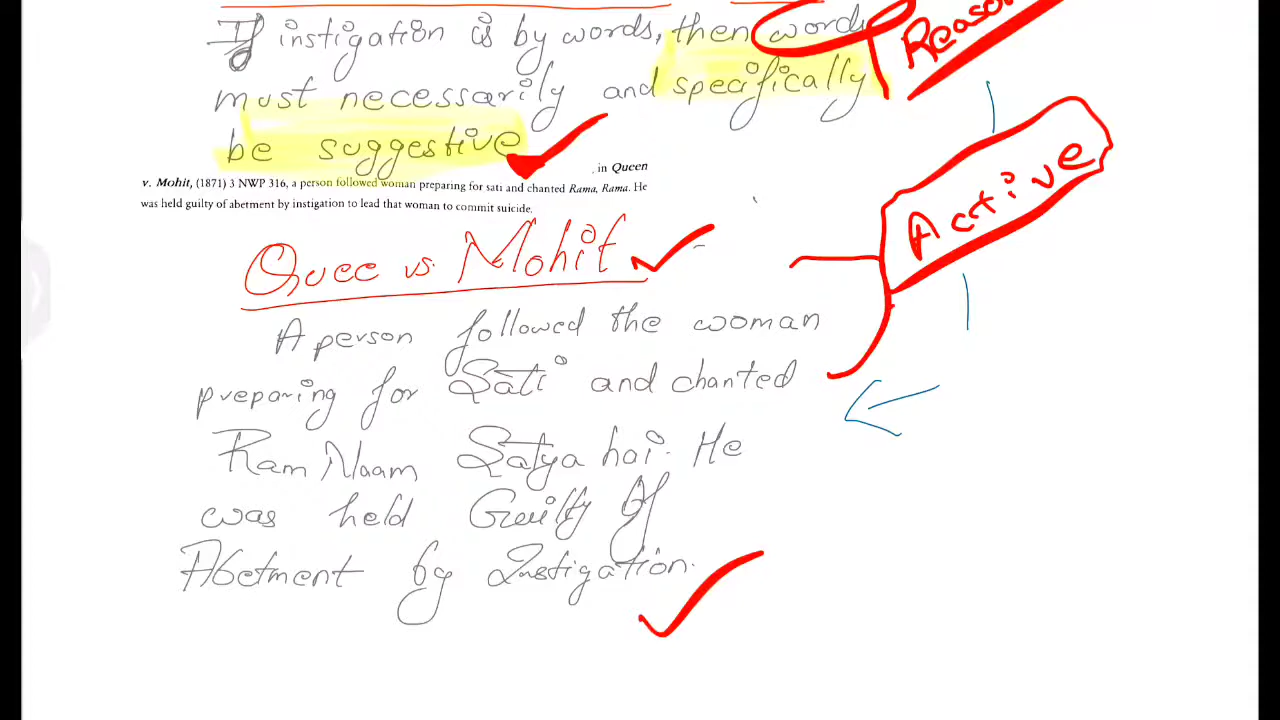 If instigation is by words, then words
Reaso
must necessarily and specifically
be suggestive
, in Queen
v. Mohit, (1871) 3 NWP 316, a person followed woman preparing for sati and chanted Rama, Rama. He
was held guilty of abetment by instigation to lead that woman to commit suicide.
Active
Quee vs. Mohit
A person followed the woman
preparing for Sati and chanted
Ram Naam Satya hai. He
was held Guilty Of
Abetment by Instigation.